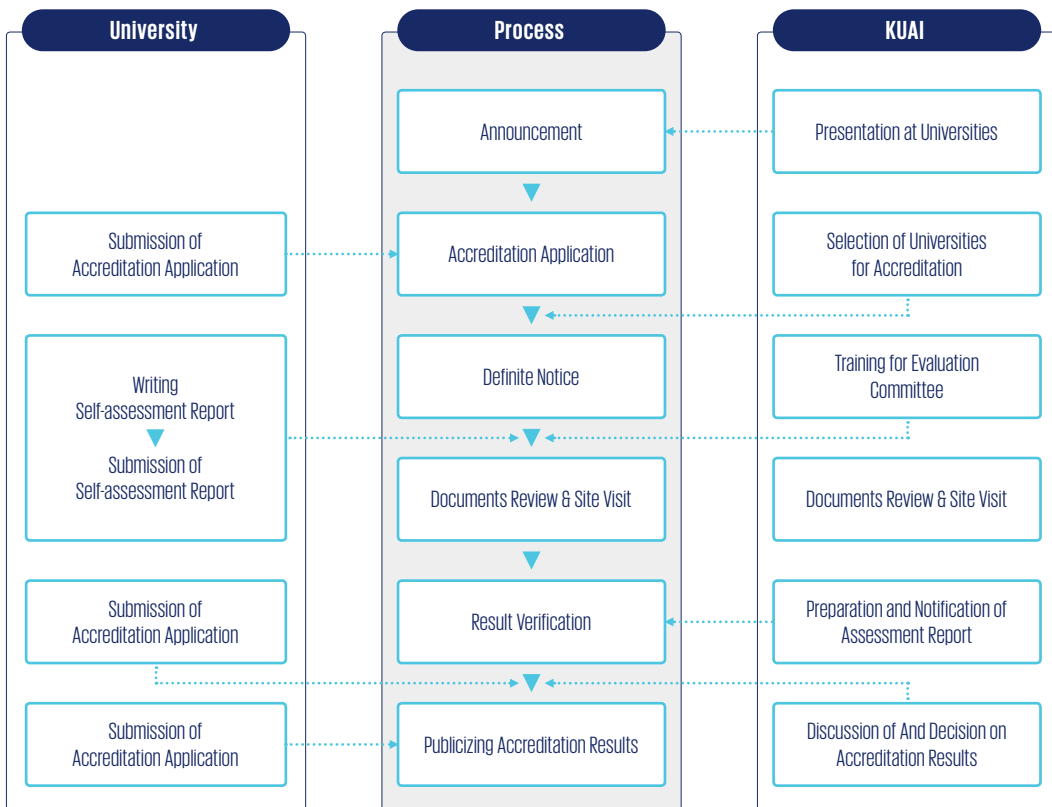 University
Process
KUAI
Announcement
Presentation at Universities
Submission of
Accreditation Application
Accreditation Application
Selection of Universities
for Accreditation
Writing
Self-assessment Report
Submission of
Self-assessment Report
Definite Notice
Training for Evaluation
Committee
Documents Review & Site Visit
Documents Review & Site Visit
Submission of
Accreditation Application
Result Verification
Preparation and Notification of
Assessment Report
Submission of
Accreditation Application
Publicizing Accreditation Results
Discussion of And Decision on
Accreditation Results